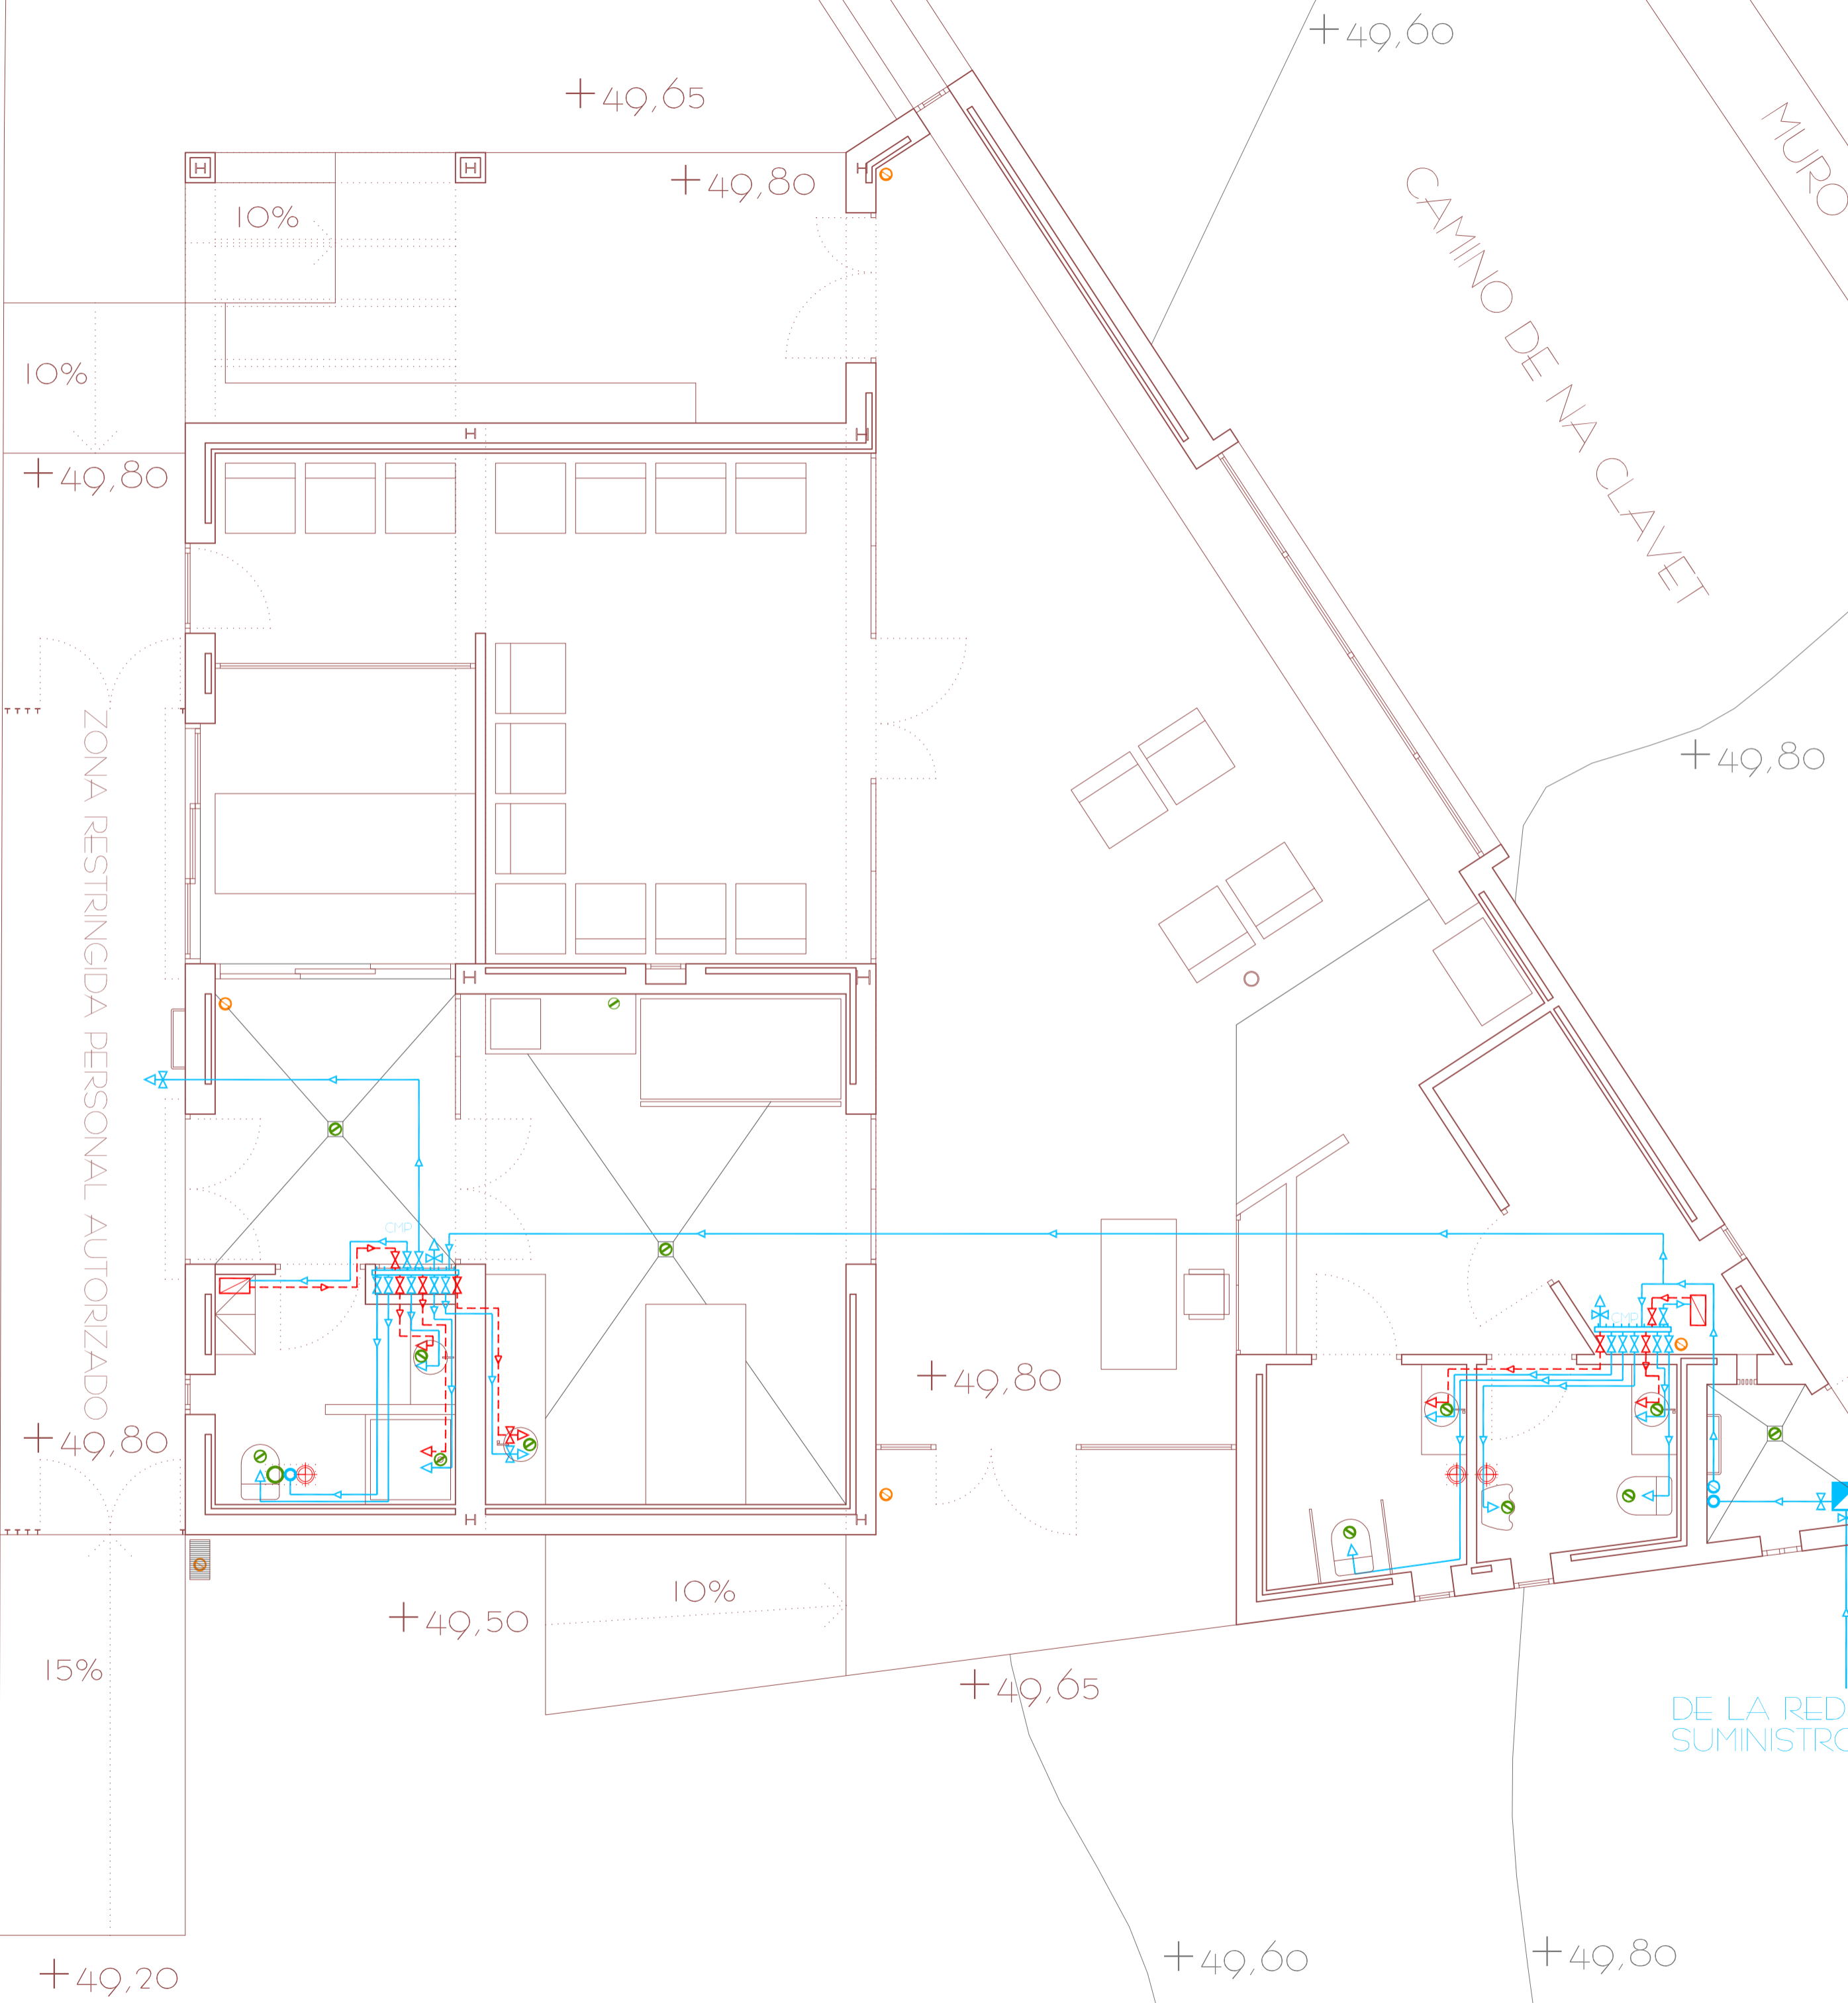 +49,60
+49,65
MURO
+49,80
10%
CAMINO DE NA CLAVET
10%
+49,80
ZONA RESTRINGIDA PERSONAL AUTORIZADO
+49,80
CMP
CMP
+49,80
+49,80
10%
+49,50
15%
+49,65
DE LA RED
SUMINISTRO
+49,60
+49,80
+49,20